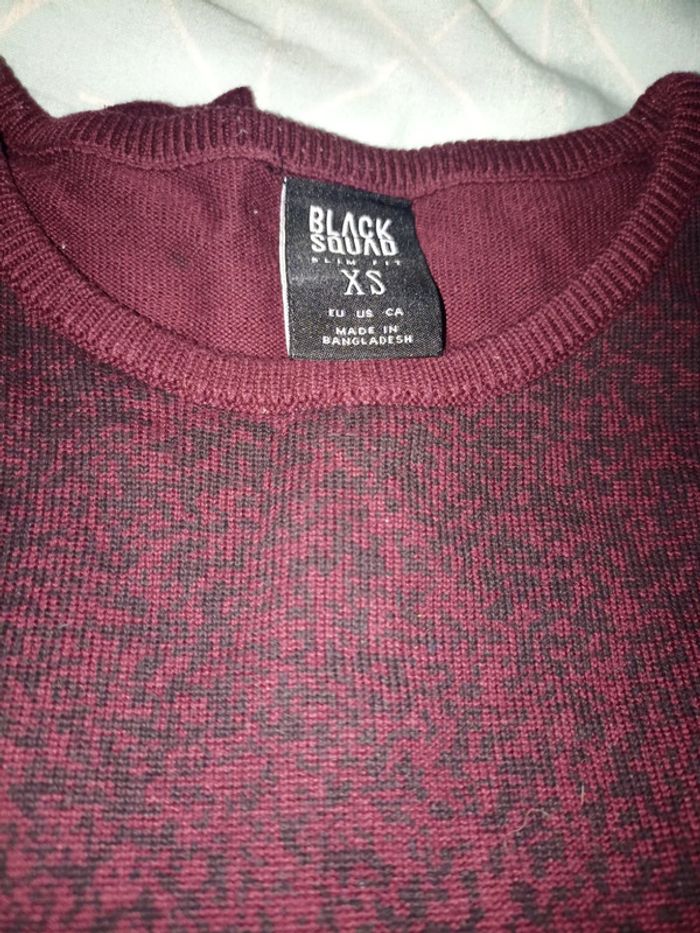 BLACK
SQUAD
SLIM FIT
XS
EU US CA
MADE IN
BANGLADESH